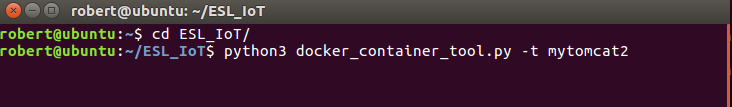 robert@ubuntu: ~/ESL_IoT
robert@ubuntu:~$ cd ESL_IoT/
robert@ubuntu:~/ESL_IoT$ python3 docker_container_tool.py -t mytomcat2